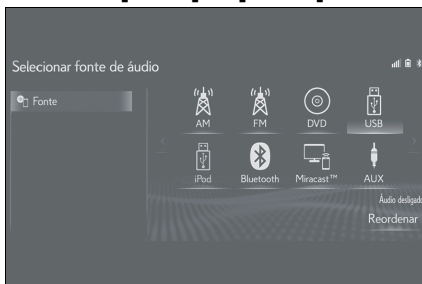 Selecionar fonte de áudio
Fonte
AM FM DVD USB
iPod Bluetooth Miracast™ AUX
Áudio desligado
Reordenar